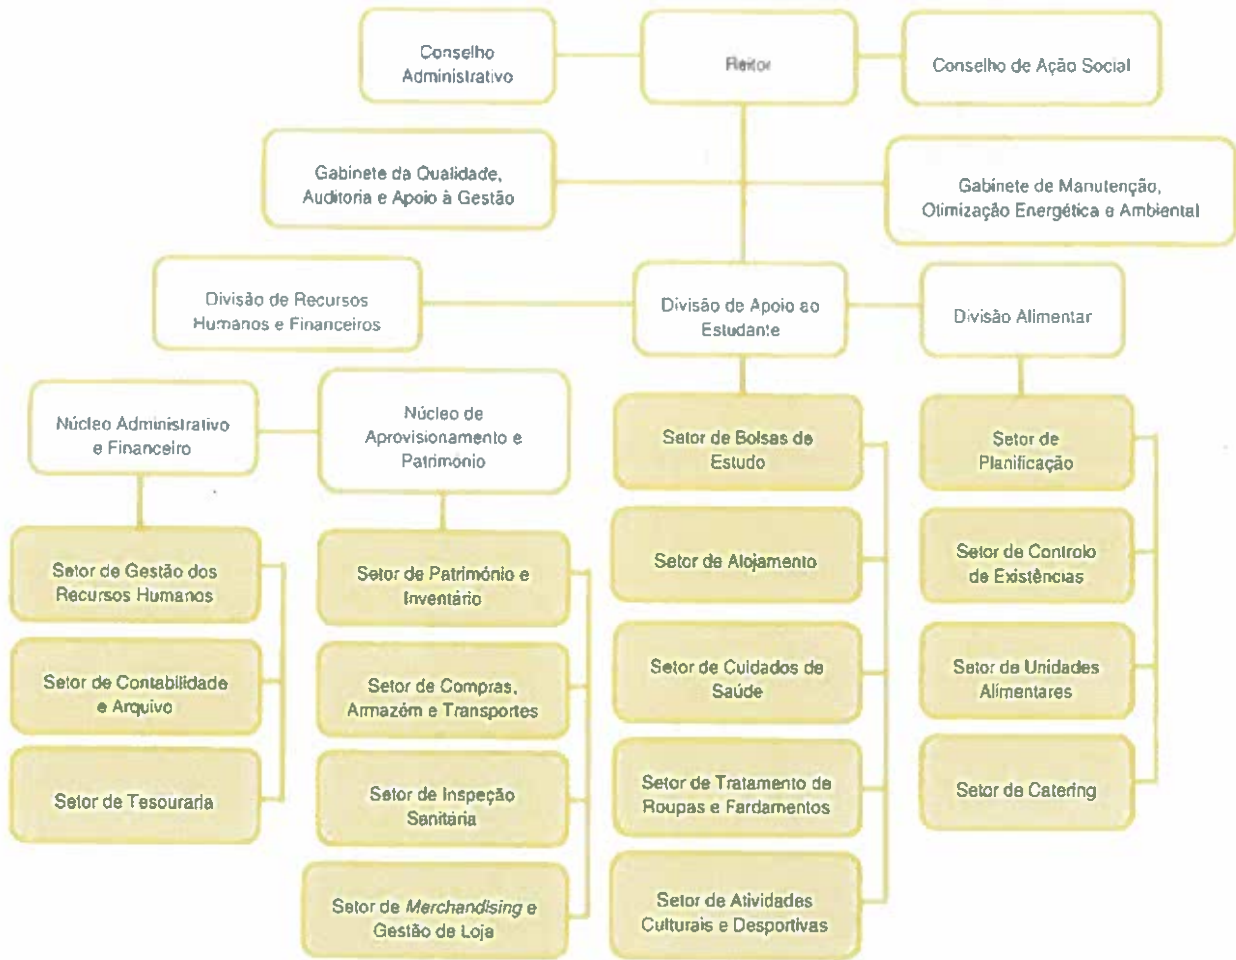 Conselho
Administrativo
Reitor
Conselho de Ação Social
Gabinete da Qualidade,
Auditoria e Apoio à Gestão
Gabinete de Manutenção,
Otimização Energética e Ambiental
Divisão de Recursos
Humanos e Financeiros
Divisão de Apoio ao
Estudante
Divisão Alimentar
Núcleo Administrativo
e Financeiro
Núcleo de
Aprovisionamento e
Património
Setor de Bolsas de
Estudo
Setor de
Planificação
Setor de Gestão dos
Recursos Humanos
Setor de Património e
Inventário
Setor de Alojamento
Setor de Controlo
de Existências
Setor de Contabilidade
e Arquivo
Setor de Compras,
Armazém e Transportes
Setor de Cuidados de
Saúde
Setor de Unidades
Alimentares
Setor de Tesouraria
Setor de Inspeção
Sanitária
Setor de Tratamento de
Roupas e Fardamentos
Setor de Catering
Setor de Merchandising e
Gestão de Loja
Setor de Atividades
Culturais e Desportivas